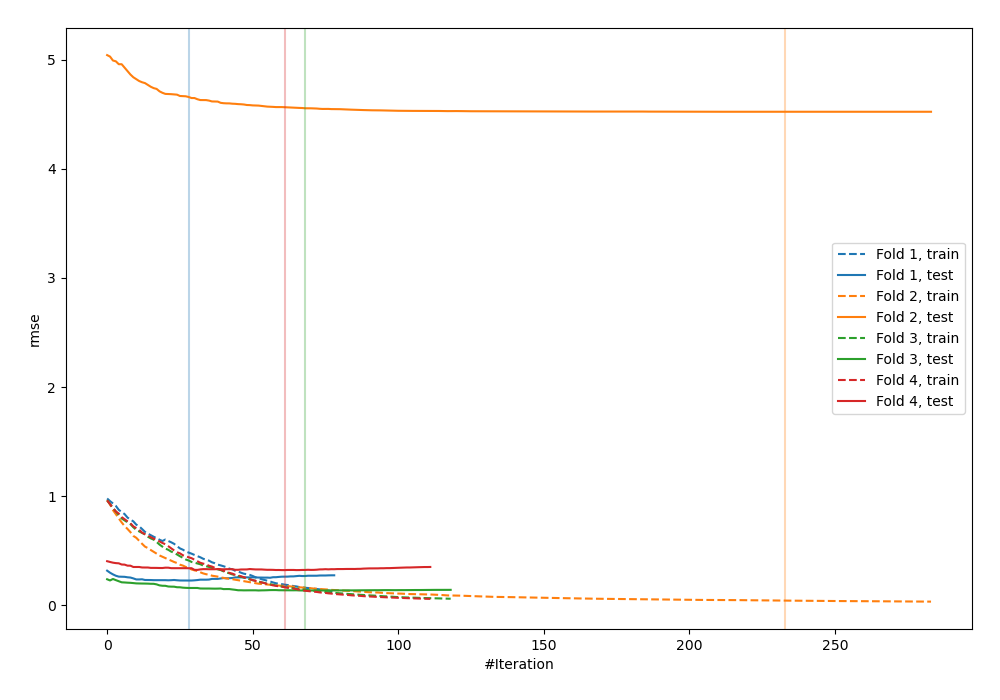 5
4
3
2
1
0
rmse
0
50
100
150
200
250
#Iteration
Fold 1, train
Fold 1, test
Fold 2, train
Fold 2, test
Fold 3, train
Fold 3, test
Fold 4, train
Fold 4, test